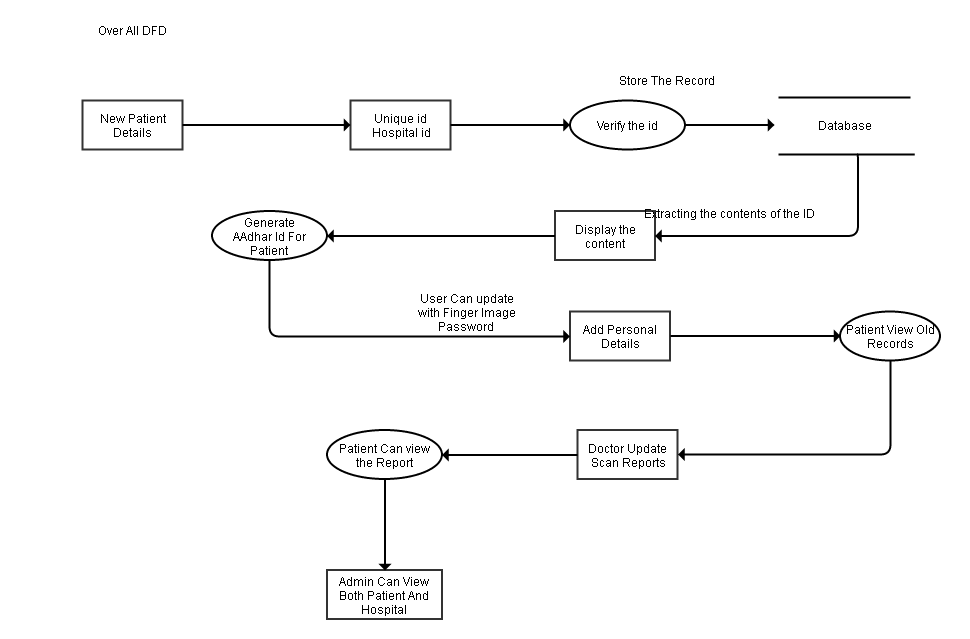 Over All DFD
Store The Record
New Patient
Details
Unique id
Hospital id
Verify the id
Database
Extracting the contents of the ID
Display the
content
Generate
AAdhar Id For
Patient
User Can update
with Finger Image
Password
Add Personal
Details
Patient View Old
Records
Doctor Update
Scan Reports
Patient Can view
the Report
Admin Can View
Both Patient And
Hospital